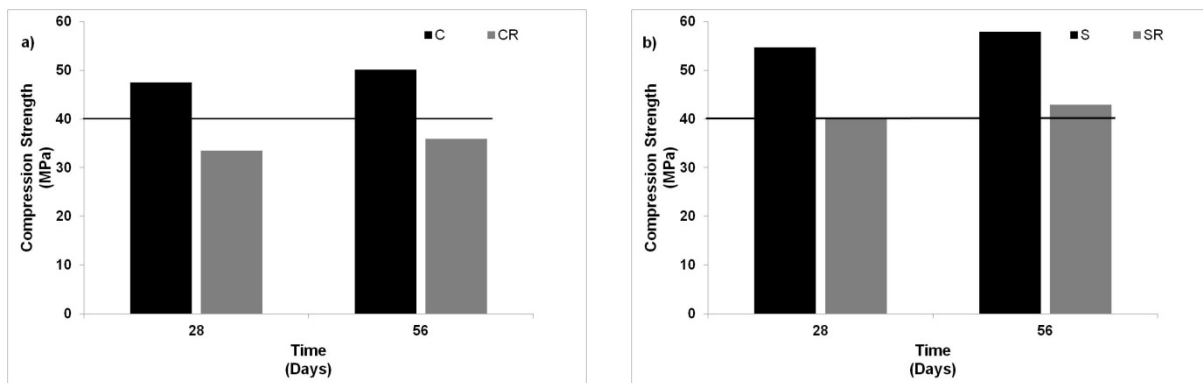 a)
C CR
60
50
40
30
20
10
0
Compression Strength
(MPa)
28 56
Time
(Days)
b)
S SR
60
50
40
30
20
10
0
Compression Strength
(MPa)
28 56
Time
(Days)